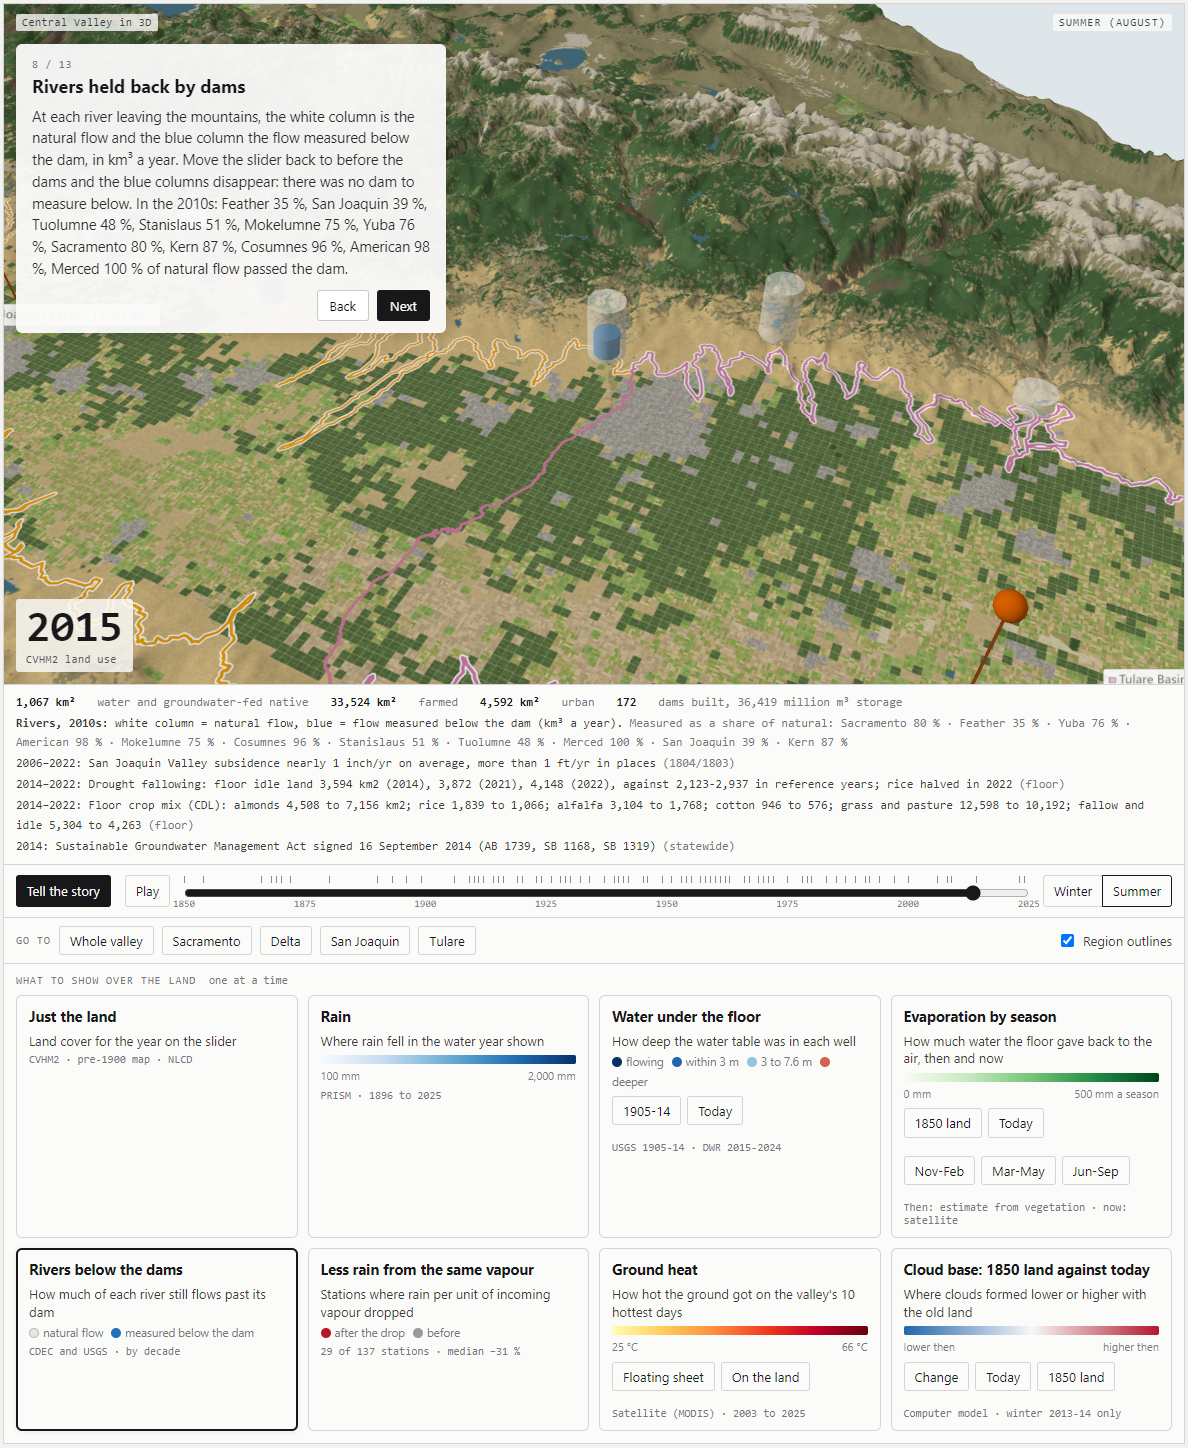 Central Valley in 3D
SUMMER (AUGUST)
8 / 13
Rivers held back by dams
At each river leaving the mountains, the white column is the
natural flow and the blue column the flow measured below
the dam, in km³ a year. Move the slider back to before the
dams and the blue columns disappear: there was no dam to
measure below. In the 2010s: Feather 35 %, San Joaquin 39 %,
Tuolumne 48 %, Stanislaus 51 %, Mokelumne 75 %, Yuba 76
%, Sacramento 80 %, Kern 87 %, Cosumnes 96 %, American 98
%, Merced 100 % of natural flow passed the dam.
Back
Next
2015
CVHM2 land use
Tulare Basin
1,067 km² water and groundwater-fed native 33,524 km² farmed 4,592 km² urban 172 dams built, 36,419 million m³ storage
Rivers, 2010s: white column = natural flow, blue = flow measured below the dam (km³ a year). Measured as a share of natural: Sacramento 80 % · Feather 35 % · Yuba 76 % ·
American 98 % · Mokelumne 75 % · Cosumnes 96 % · Stanislaus 51 % · Tuolumne 48 % · Merced 100 % · San Joaquin 39 % · Kern 87 %
2006–2022: San Joaquin Valley subsidence nearly 1 inch/yr on average, more than 1 ft/yr in places (1804/1803)
2014–2022: Drought fallowing: floor idle land 3,594 km2 (2014), 3,872 (2021), 4,148 (2022), against 2,123-2,937 in reference years; rice halved in 2022 (floor)
2014–2022: Floor crop mix (CDL): almonds 4,508 to 7,156 km2; rice 1,839 to 1,066; alfalfa 3,104 to 1,768; cotton 946 to 576; grass and pasture 12,598 to 10,192; fallow and
idle 5,304 to 4,263 (floor)
2014: Sustainable Groundwater Management Act signed 16 September 2014 (AB 1739, SB 1168, SB 1319) (statewide)
Tell the story
Play
1850 1875 1900 1925 1950 1975 2000 2025
Winter
Summer
GO TO
Whole valley
Sacramento
Delta
San Joaquin
Tulare
Region outlines
WHAT TO SHOW OVER THE LAND one at a time
Just the land
Land cover for the year on the slider
CVHM2 · pre-1900 map · NLCD
Rain
Where rain fell in the water year shown
100 mm 2,000 mm
PRISM · 1896 to 2025
Water under the floor
How deep the water table was in each well
flowing within 3 m 3 to 7.6 m
deeper
1905-14 Today
USGS 1905-14 · DWR 2015-2024
Evaporation by season
How much water the floor gave back to the
air, then and now
0 mm 500 mm a season
1850 land Today
Nov-Feb Mar-May Jun-Sep
Then: estimate from vegetation · now:
satellite
Rivers below the dams
How much of each river still flows past its
dam
natural flow measured below the dam
CDEC and USGS · by decade
Less rain from the same vapour
Stations where rain per unit of incoming
vapour dropped
after the drop before
29 of 137 stations · median −31 %
Ground heat
How hot the ground got on the valley's 10
hottest days
25 °C 66 °C
Floating sheet On the land
Satellite (MODIS) · 2003 to 2025
Cloud base: 1850 land against today
Where clouds formed lower or higher with
the old land
lower then higher then
Change Today 1850 land
Computer model · winter 2013-14 only